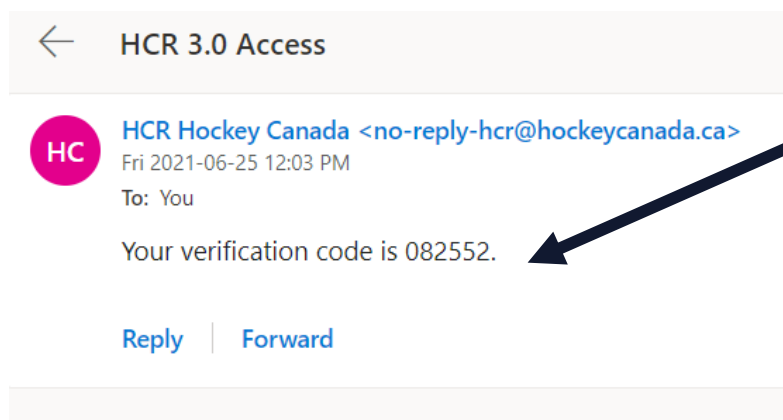 HCR 3.0 Access
HC
HCR Hockey Canada <no-reply-hcr@hockeycanada.ca>
Fri 2021-06-25 12:03 PM
To: You
Your verification code is 082552.
Reply
Forward